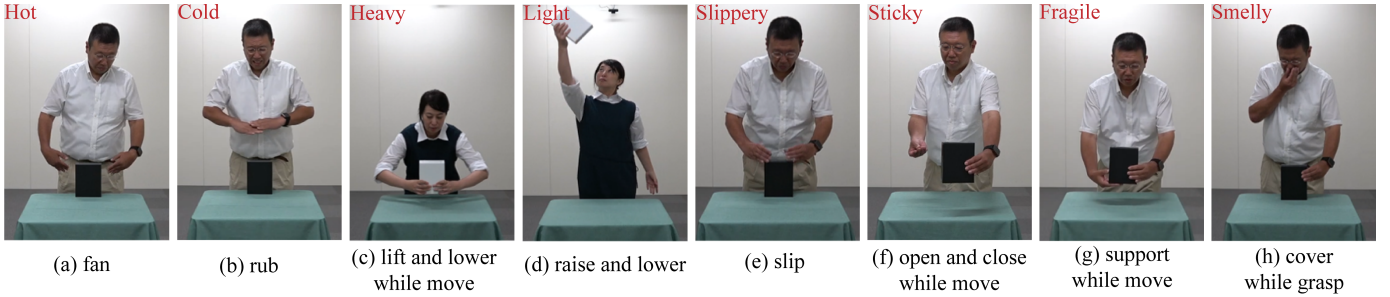 Hot
Cold
Heavy
Light
Slippery
Sticky
Fragile
Smelly
(a) fan
(b) rub
(c) lift and lower
while move
(d) raise and lower
(e) slip
(f) open and close
while move
(g) support
while move
(h) cover
while grasp